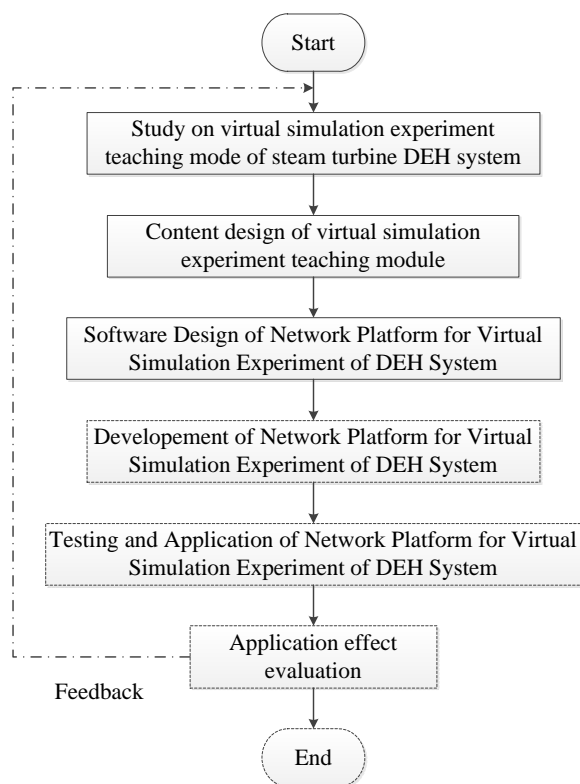 Start
Study on virtual simulation experiment
teaching mode of steam turbine DEH system
Content design of virtual simulation
experiment teaching module
Software Design of Network Platform for Virtual
Simulation Experiment of DEH System
Developement of Network Platform for Virtual
Simulation Experiment of DEH System
Testing and Application of Network Platform for Virtual
Simulation Experiment of DEH System
Application effect
evaluation
Feedback
End